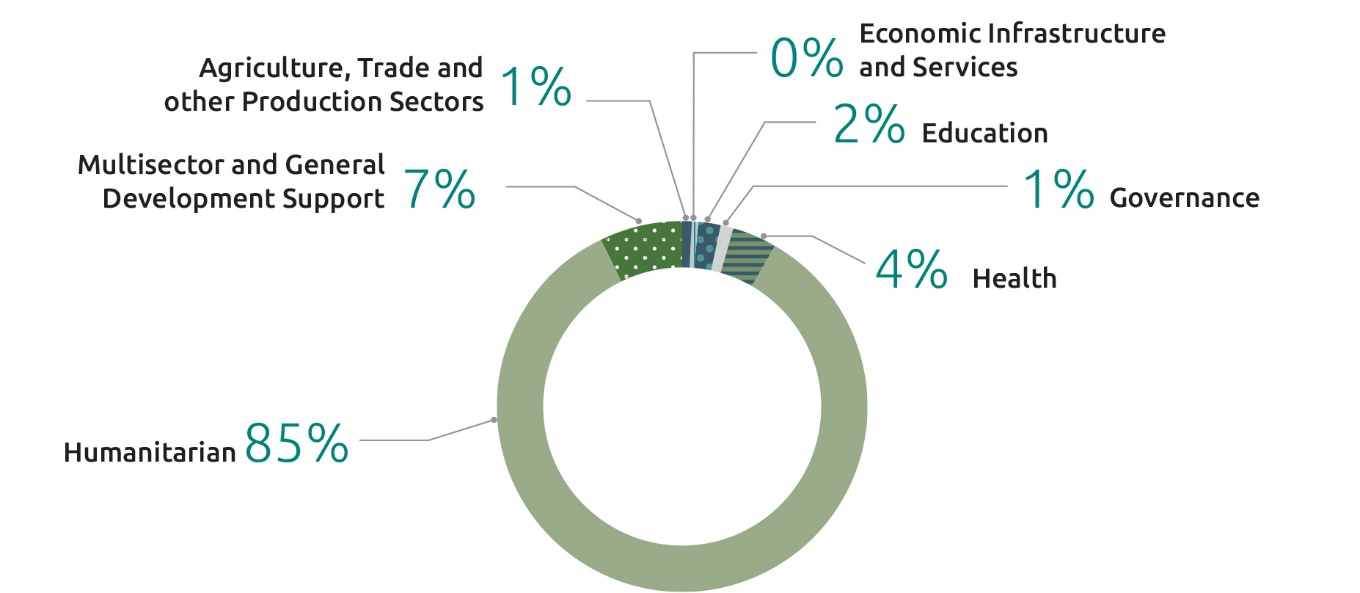 Economic Infrastructure
0% and Services
Agriculture, Trade and
other Production Sectors 1%
2% Education
Multisector and General
Development Support 7%
1% Governance
4% Health
Humanitarian 85%